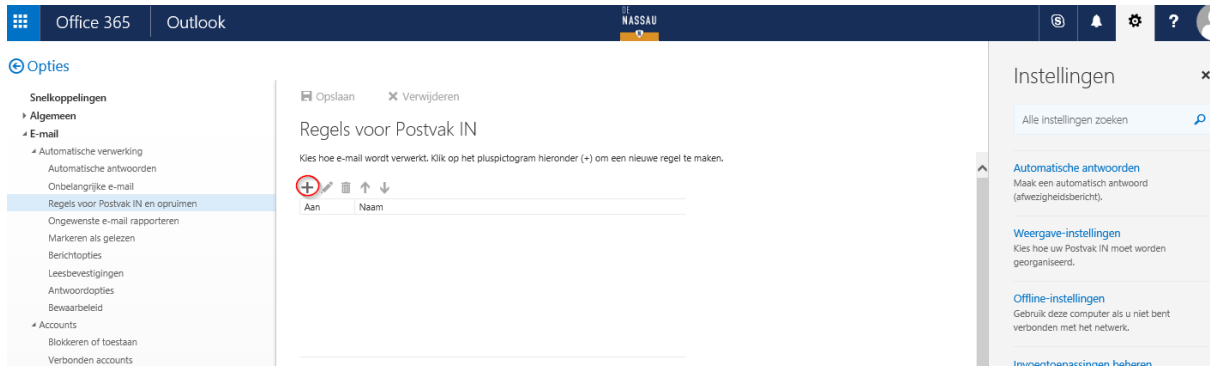 Office 365 Outlook
DE
NASSAU
?
Opties
Snelkoppelingen
Algemeen
E-mail
Automatische verwerking
Automatische antwoorden
Onbelangrijke e-mail
Regels voor Postvak IN en opruimen
Ongewenste e-mail rapporteren
Markeren als gelezen
Berichtopties
Leesbevestigingen
Antwoordopties
Bewaarbeleid
Accounts
Blokkeren of toestaan
Verbonden accounts
Opslaan Verwijderen
Regels voor Postvak IN
Kies hoe e-mail wordt verwerkt. Klik op het pluspictogram hieronder (+) om een nieuwe regel te maken.
Aan Naam
Instellingen
Alle instellingen zoeken
Automatische antwoorden
Maak een automatisch antwoord
(afwezigheidsbericht).
Weergave-instellingen
Kies hoe uw Postvak IN moet worden
georganiseerd.
Offline-instellingen
Gebruik deze computer als u niet bent
verbonden met het netwerk.
Invoegtoepassingen beheren